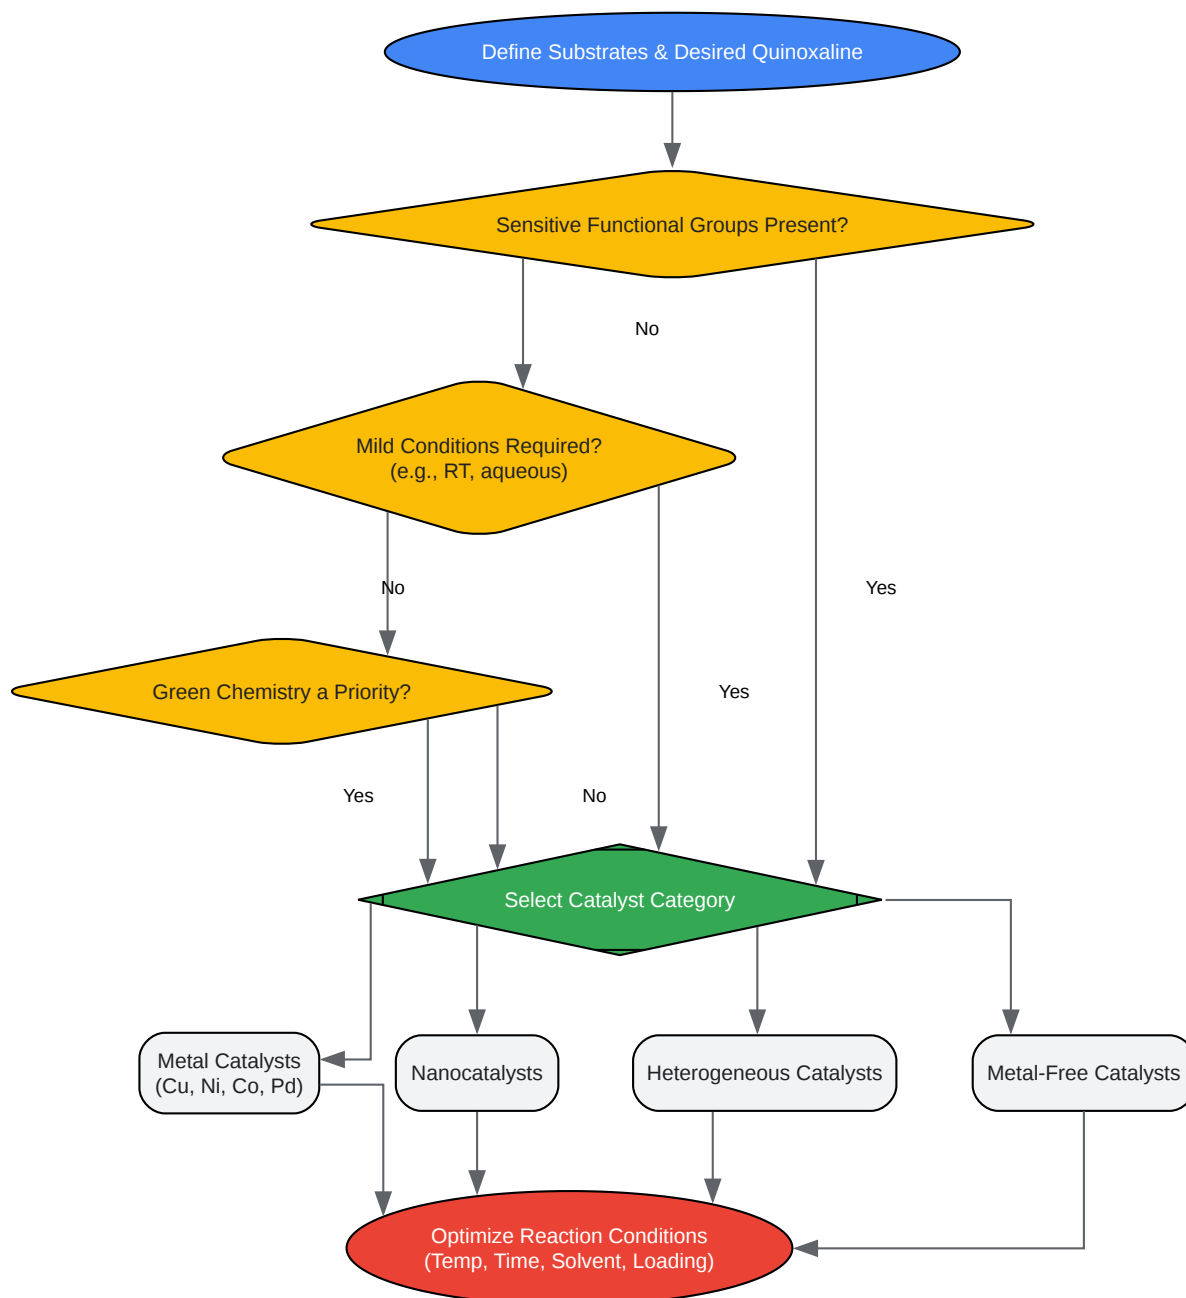 Define Substrates & Desired Quinoxaline
Sensitive Functional Groups Present?
No
Mild Conditions Required?
(e.g., RT, aqueous)
No
Yes
Green Chemistry a Priority?
Yes
Yes
No
Select Catalyst Category
Metal Catalysts
(Cu, Ni, Co, Pd)
Nanocatalysts
Heterogeneous Catalysts
Metal-Free Catalysts
Optimize Reaction Conditions
(Temp, Time, Solvent, Loading)